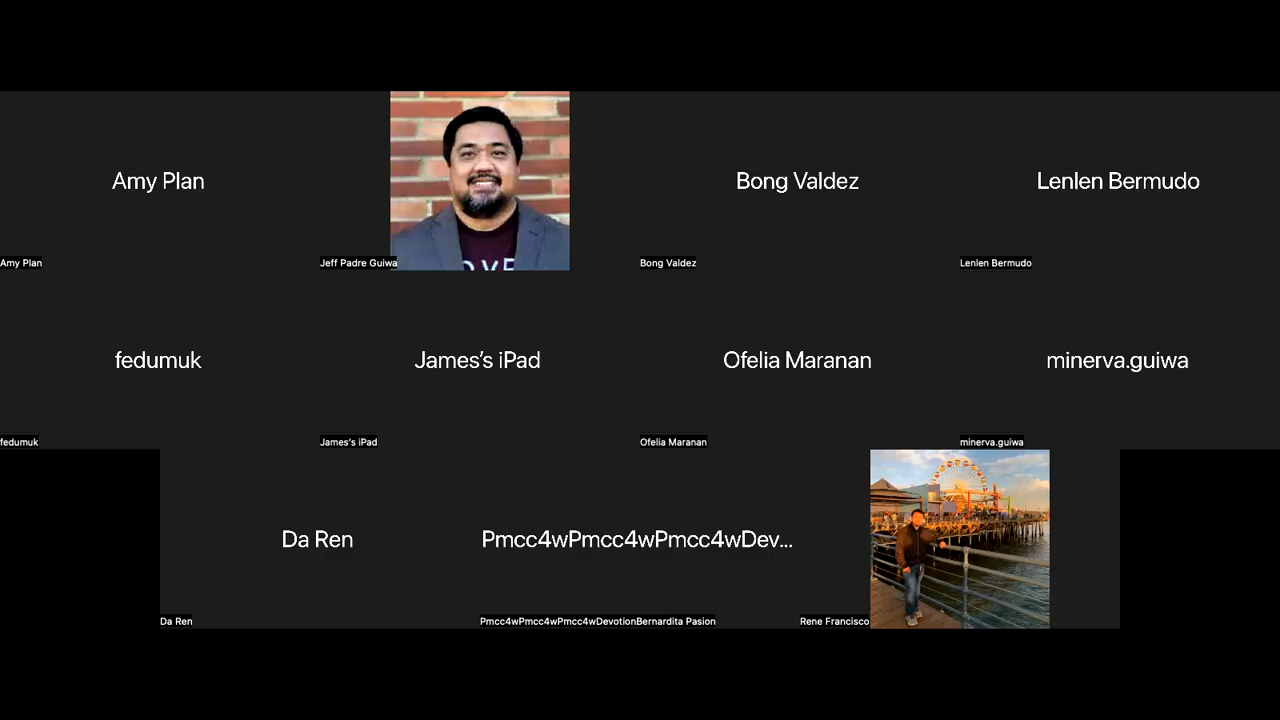 Amy Plan
Bong Valdez
Lenlen Bermudo
Amy Plan
Jeff Padre Guiwa
Bong Valdez
Lenlen Bermudo
fedumuk
James's iPad
Ofelia Maranan
minerva.guiwa
fedumuk
James's iPad
Ofelia Maranan
minerva.guiwa
Da Ren
Pmcc4wPmcc4wPmcc4wDev...
Da Ren
Pmcc4wPmcc4wPmcc4wDevotionBernardita Pasion
Rene Francisco